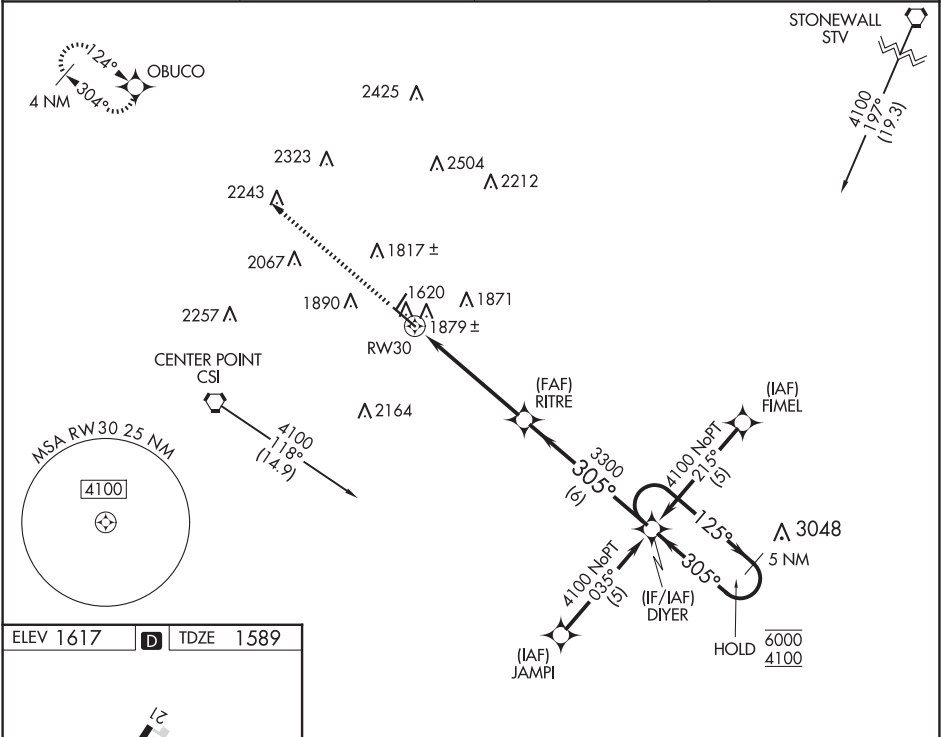 STONEWALL
STV
4100
197°
(19.3)
124°
OBUCO
304°
4 NM
2425
2323
2504
2212
2243
1817 ±
2067
1620
1890
1871
2257
1879 ±
RW30
CENTER POINT
CSI
2164
4100
118°
(14.9)
(FAF)
RITRE
(IAF)
FIMEL
MSA RW30 25 NM
4100
3300
305°
(6)
4100 NoPT
215°
(5)
125°
3048
5 NM
305°
4100 NoPT
035°
(5)
(IF/IAF)
DIYER
(IAF)
JAMPI
HOLD
6000
4100
ELEV 1617
D
TDZE 1589
21